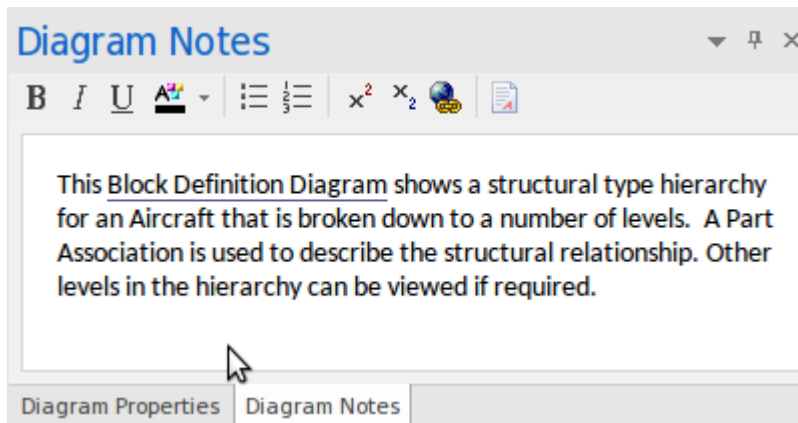 Diagram Notes
B I U A x² x₂
This Block Definition Diagram shows a structural type hierarchy
for an Aircraft that is broken down to a number of levels.  A Part
Association is used to describe the structural relationship. Other
levels in the hierarchy can be viewed if required.
Diagram Properties Diagram Notes